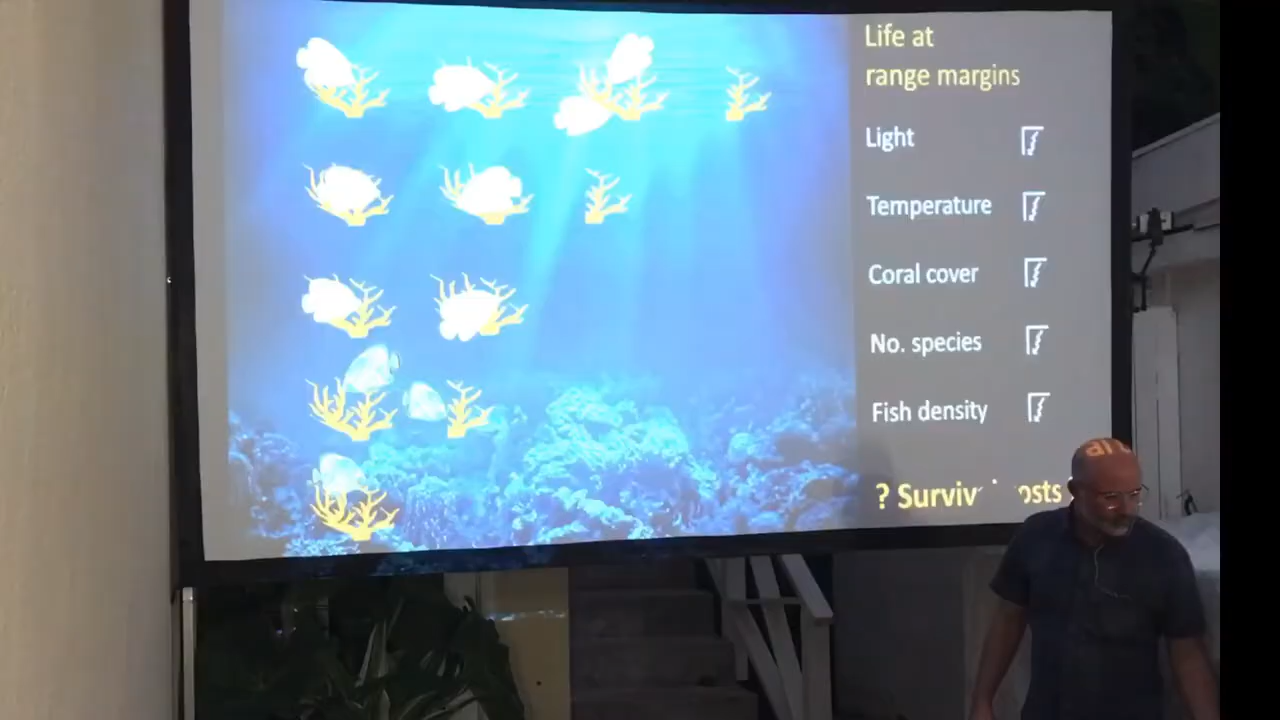 Life at
range margins
Light
Temperature
Coral cover
No. species
Fish density
?